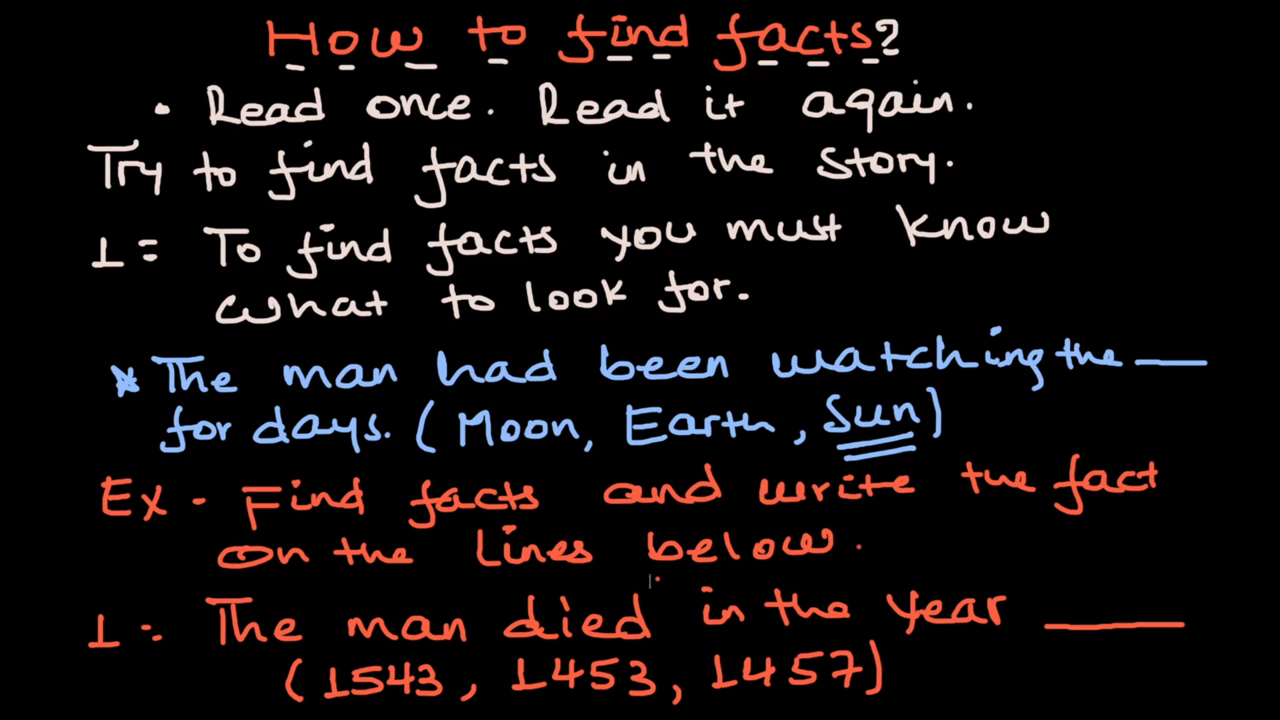 How to find facts?
• Read once. Read it again.
Try to find facts in the story.
1= To find facts you must know
what to look for.
* The man had been watching the ___
for days. (Moon, Earth, Sun)
Ex - Find facts and write the fact
on the lines below.
1= The man died in the year ____
(1543, 1453, 1457)